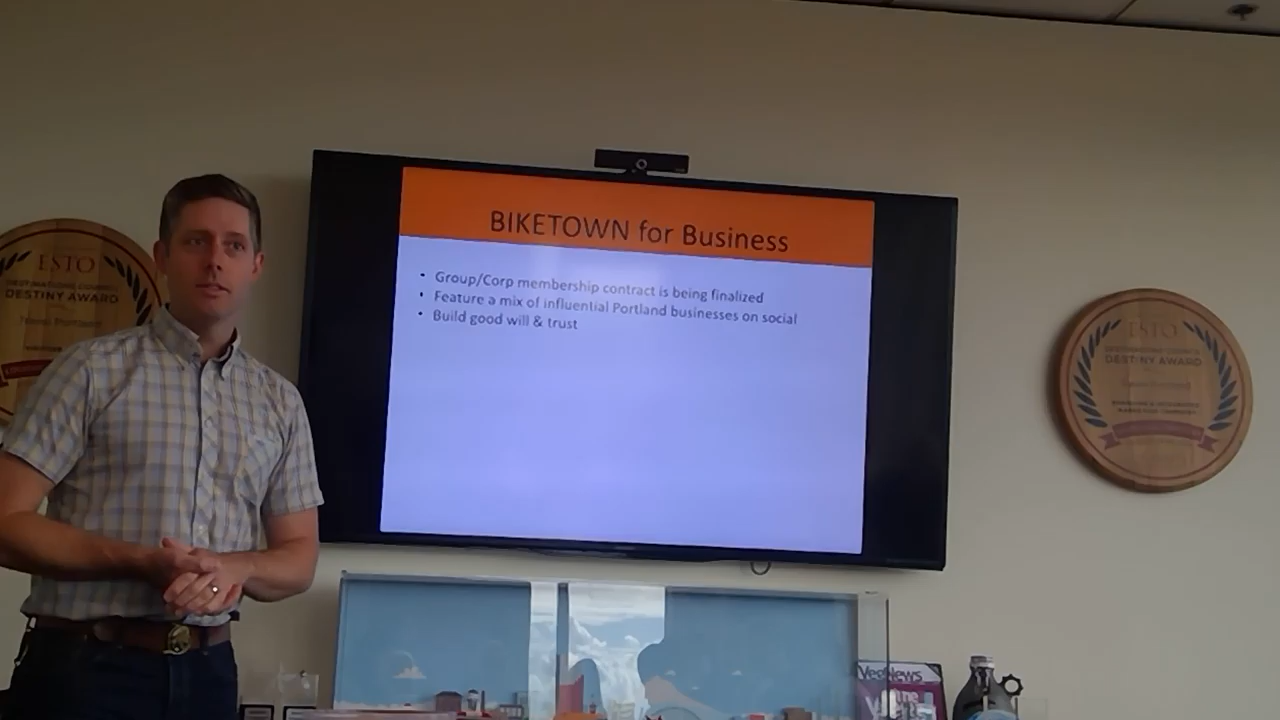 BIKETOWN for Business
• Group/Corp membership contract is being finalized
• Feature a mix of influential Portland businesses on social
• Build good will & trust
ESTO
DESTINY AWARD
ESTO
DESTINY AWARD
VegNews